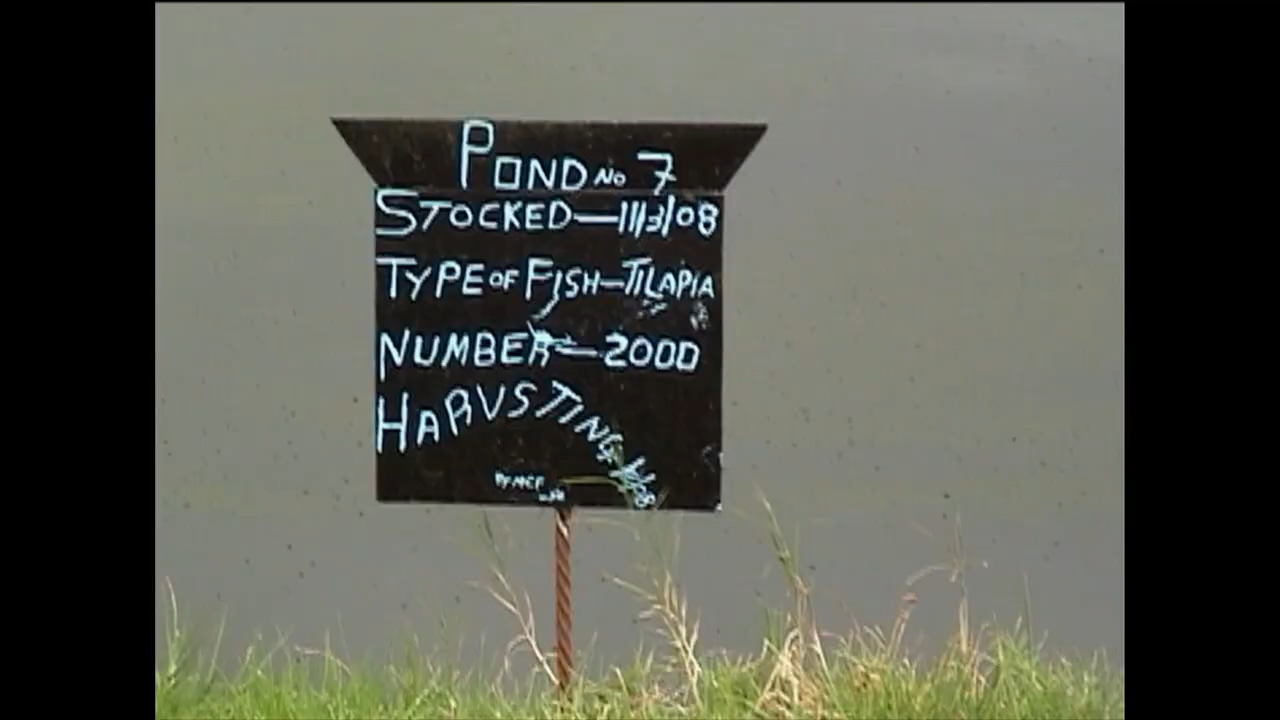 POND No 7
STOCKED—11/3/08
TYPE OF FISH—TILAPIA
NUMBER—2000
HARVSTING